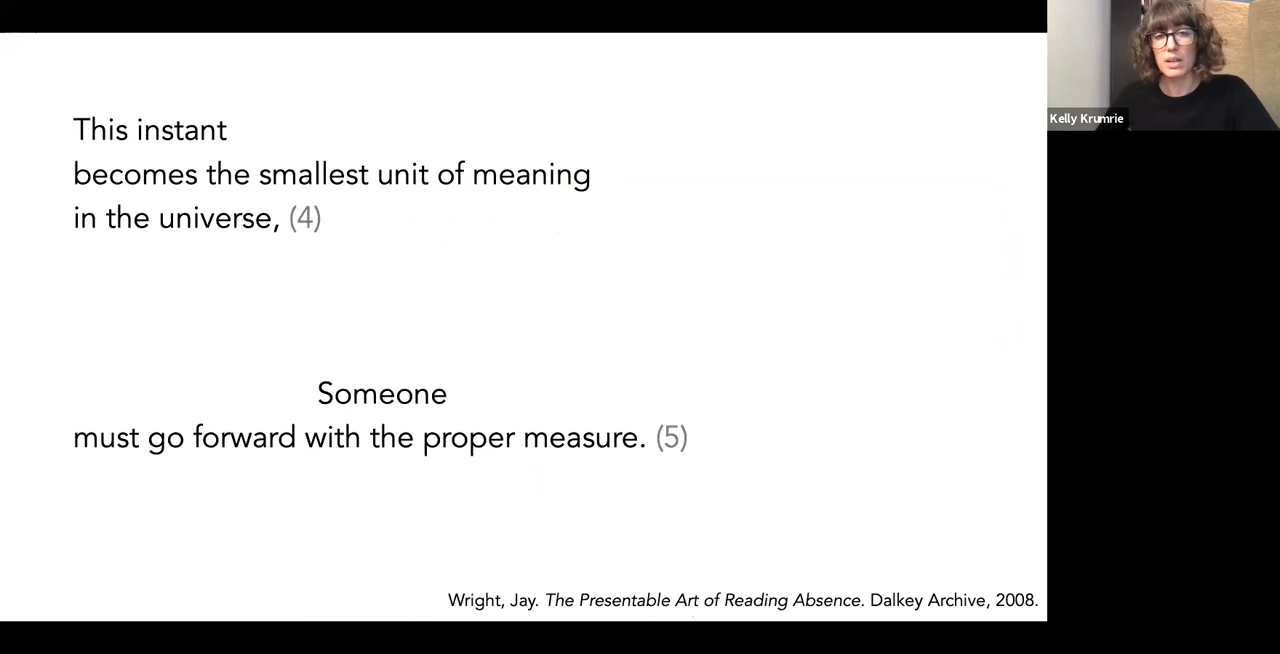 This instant
becomes the smallest unit of meaning
in the universe, (4)
Someone
must go forward with the proper measure. (5)
Wright, Jay. The Presentable Art of Reading Absence. Dalkey Archive, 2008.
Kelly Krumrie